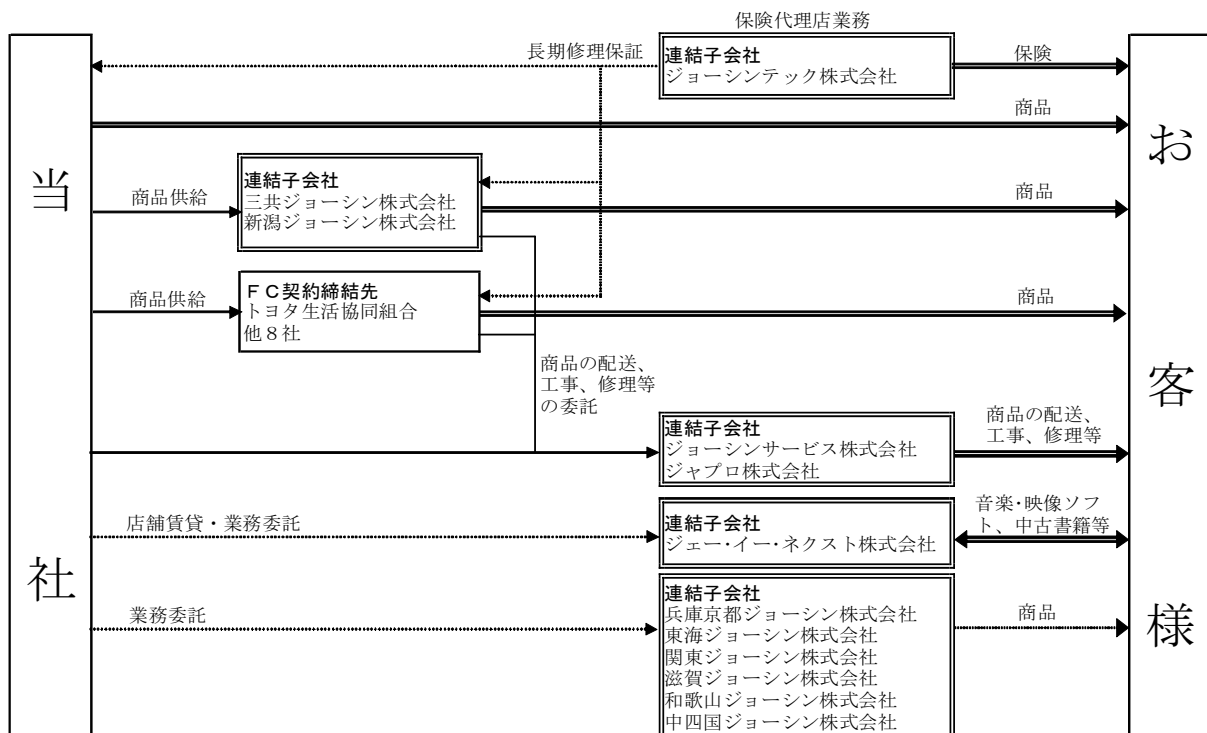 保険代理店業務
長期修理保証
連結子会社
ジョーシンテック株式会社
保険
商品
当社
お客様
商品供給
連結子会社
三共ジョーシン株式会社
新潟ジョーシン株式会社
商品
商品供給
FC契約締結先
トヨタ生活協同組合
他8社
商品
商品の配送、
工事、修理等
の委託
連結子会社
ジョーシンサービス株式会社
ジャプロ株式会社
商品の配送、
工事、修理等
店舗賃貸・業務委託
連結子会社
ジェー・イー・ネクスト株式会社
音楽・映像ソフ
ト、中古書籍等
業務委託
連結子会社
兵庫京都ジョーシン株式会社
東海ジョーシン株式会社
関東ジョーシン株式会社
滋賀ジョーシン株式会社
和歌山ジョーシン株式会社
中四国ジョーシン株式会社
商品